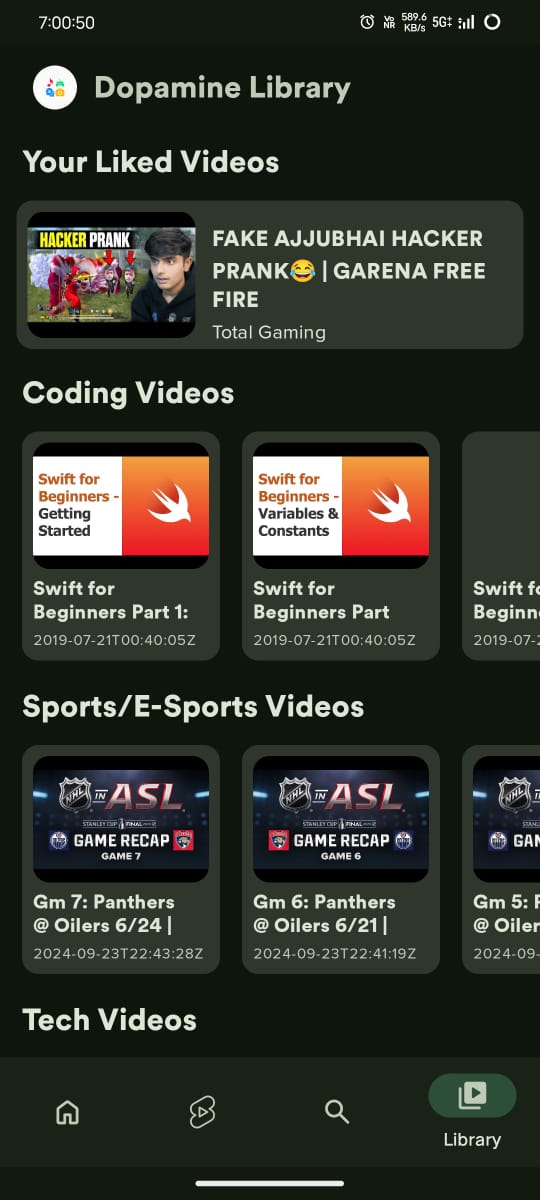 7:00:50
Vo
NR
589.6
KB/s
5G‡
Dopamine Library
Your Liked Videos
HACKER PRANK
FAKE AJJUBHAI HACKER
PRANK😂 | GARENA FREE
FIRE
Total Gaming
Coding Videos
Swift for
Beginners -
Getting
Started
Swift for
Beginners Part 1:
2019-07-21T00:40:05Z
Swift for
Beginners -
Variables &
Constants
Swift for
Beginners Part
2019-07-21T00:40:05Z
Swift fo
Beginn
2019-07-2
Sports/E-Sports Videos
NHL
IN ASL
STANLEY CUP FINAL
GAME RECAP
GAME 7
Gm 7: Panthers
@ Oilers 6/24 |
2024-09-23T22:43:28Z
NHL
IN ASL
STANLEY CUP FINAL
GAME RECAP
GAME 6
Gm 6: Panthers
@ Oilers 6/21 |
2024-09-23T22:41:19Z
NHL
GAM
Gm 5: P
@ Oiler
2024-09-
Tech Videos
Library